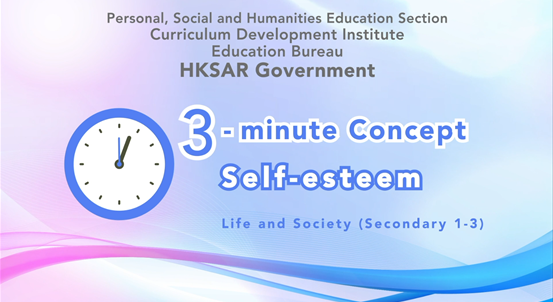 Personal, Social and Humanities Education Section
Curriculum Development Institute
Education Bureau
HKSAR Government
3-minute Concept
Self-esteem
Life and Society (Secondary 1-3)